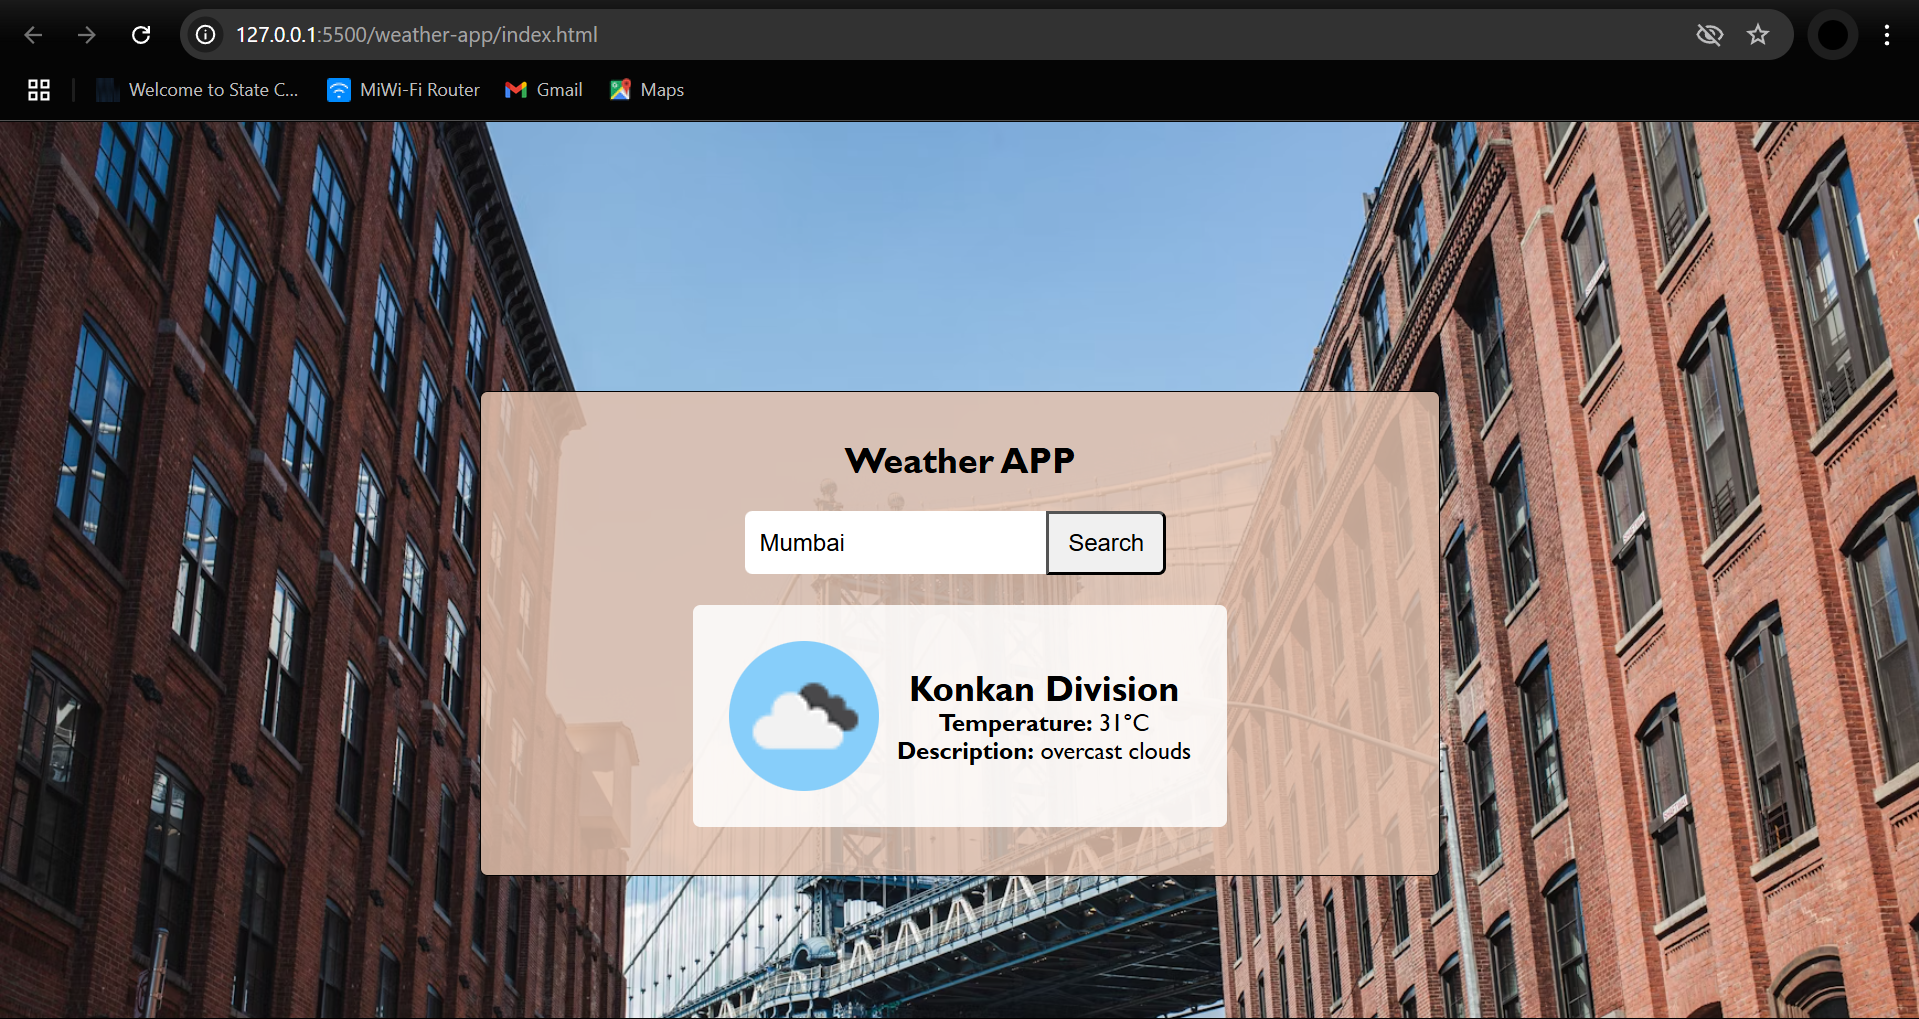 127.0.0.1:5500/weather-app/index.html
Welcome to State C...
MiWi-Fi Router
Gmail
Maps
Weather APP
Mumbai
Search
Konkan Division
Temperature: 31°C
Description: overcast clouds